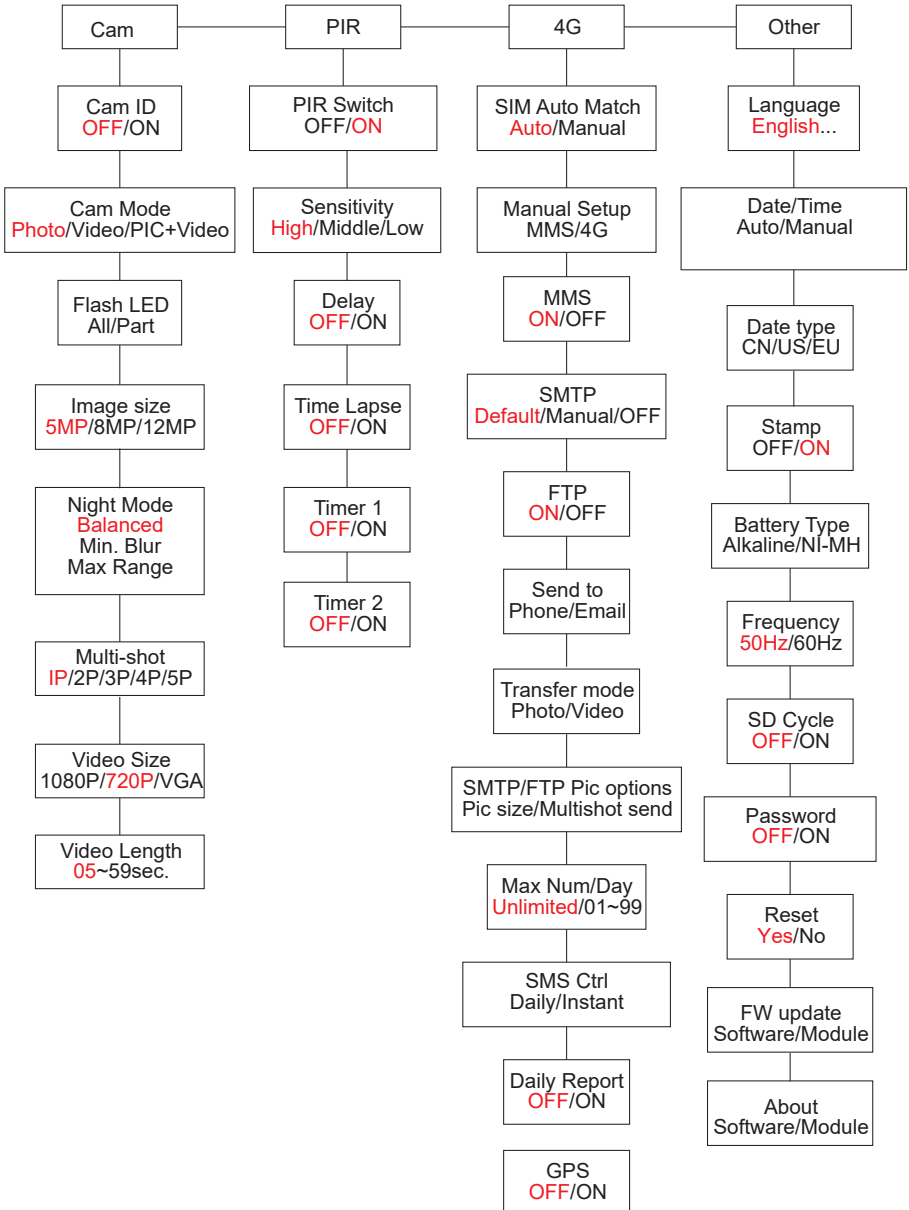 Cam
PIR
4G
Other
Cam ID
OFF/ON
Cam Mode
Photo/Video/PIC+Video
Flash LED
All/Part
Image size
5MP/8MP/12MP
Night Mode
Balanced
Min. Blur
Max Range
Multi-shot
IP/2P/3P/4P/5P
Video Size
1080P/720P/VGA
Video Length
05~59sec.
PIR Switch
OFF/ON
Sensitivity
High/Middle/Low
Delay
OFF/ON
Time Lapse
OFF/ON
Timer 1
OFF/ON
Timer 2
OFF/ON
SIM Auto Match
Auto/Manual
Manual Setup
MMS/4G
MMS
ON/OFF
SMTP
Default/Manual/OFF
FTP
ON/OFF
Send to
Phone/Email
Transfer mode
Photo/Video
SMTP/FTP Pic options
Pic size/Multishot send
Max Num/Day
Unlimited/01~99
SMS Ctrl
Daily/Instant
Daily Report
OFF/ON
GPS
OFF/ON
Language
English...
Date/Time
Auto/Manual
Date type
CN/US/EU
Stamp
OFF/ON
Battery Type
Alkaline/NI-MH
Frequency
50Hz/60Hz
SD Cycle
OFF/ON
Password
OFF/ON
Reset
Yes/No
FW update
Software/Module
About
Software/Module